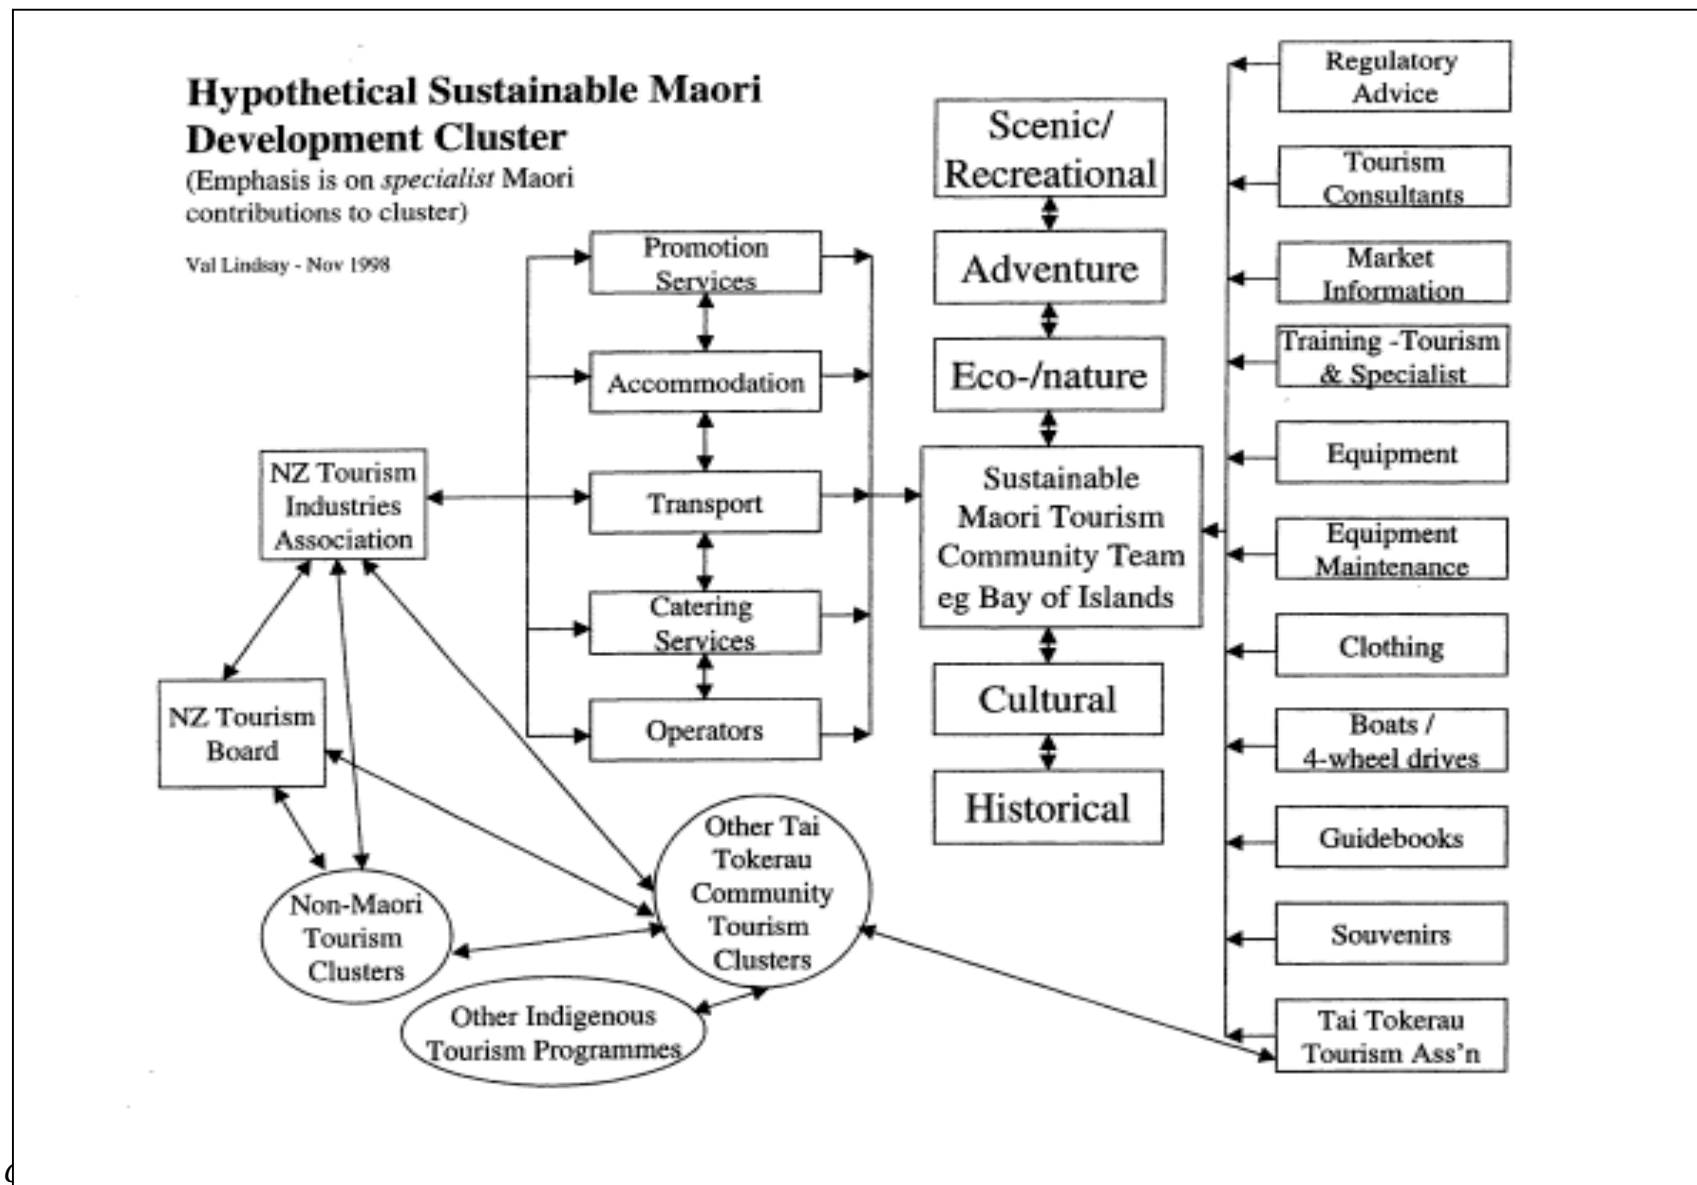 Hypothetical Sustainable Maori
Development Cluster
(Emphasis is on specialist Maori
contributions to cluster)
Val Lindsay - Nov 1998
Promotion
Services
Accommodation
Transport
Catering
Services
Operators
NZ Tourism
Industries
Association
NZ Tourism
Board
Non-Maori
Tourism
Clusters
Other Tai
Tokerau
Community
Tourism
Clusters
Other Indigenous
Tourism Programmes
Scenic/
Recreational
Adventure
Eco-/nature
Sustainable
Maori Tourism
Community Team
eg Bay of Islands
Cultural
Historical
Regulatory
Advice
Tourism
Consultants
Market
Information
Training -Tourism
& Specialist
Equipment
Equipment
Maintenance
Clothing
Boats /
4-wheel drives
Guidebooks
Souvenirs
Tai Tokerau
Tourism Ass'n